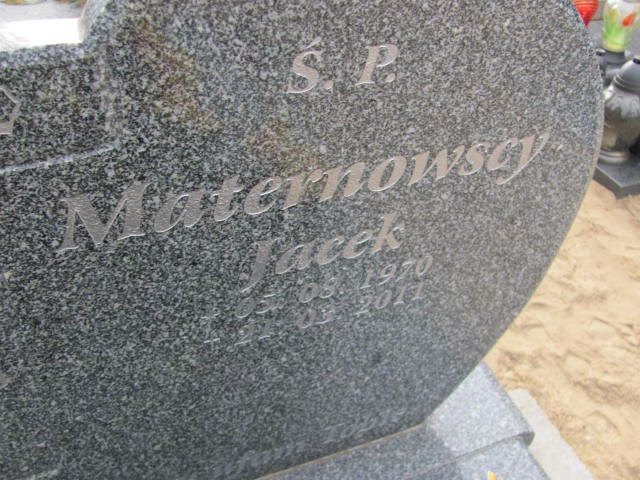 Ś. P.
Maternowscy
Jacek
05. 08. 1970
21. 03. 2011